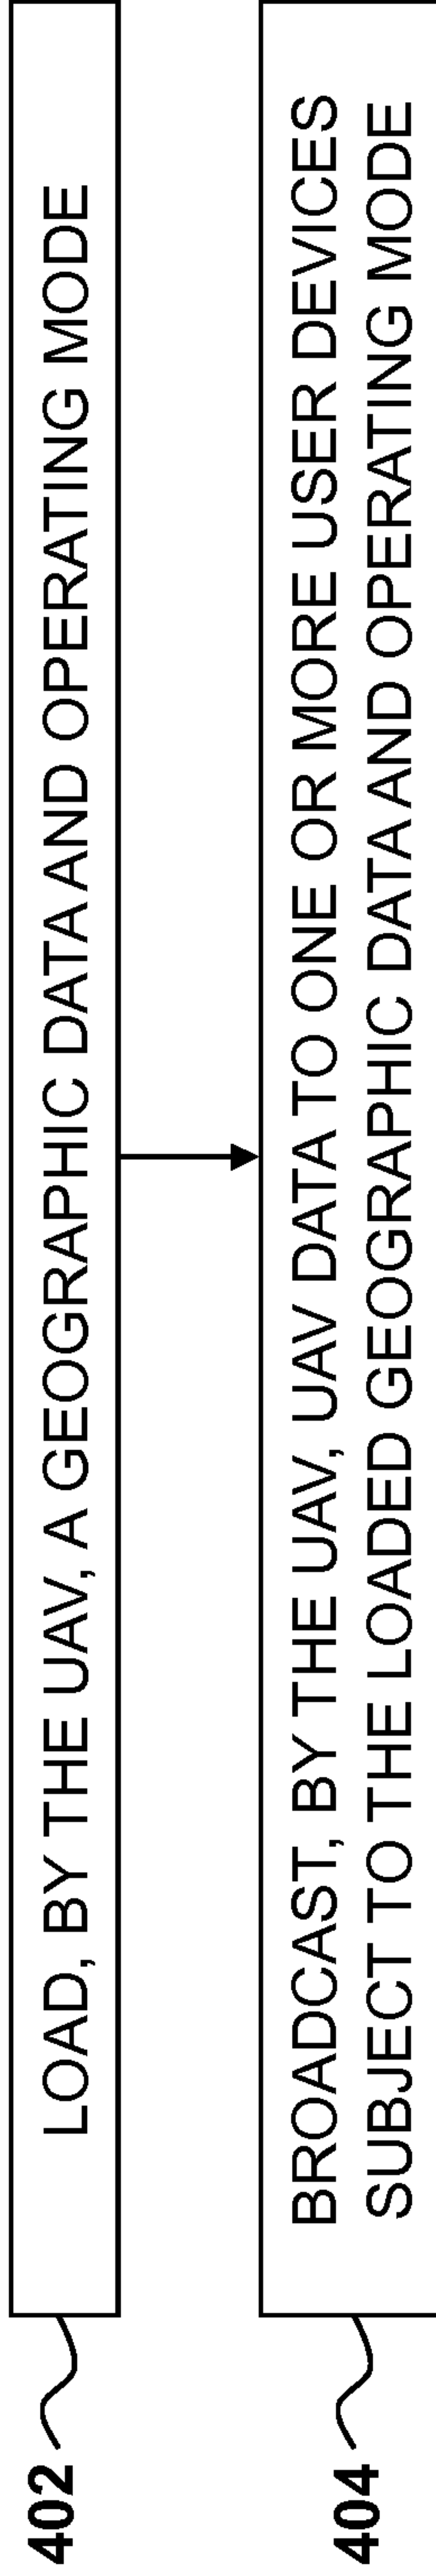 402
LOAD, BY THE UAV, A GEOGRAPHIC DATA AND OPERATING MODE
404
BROADCAST, BY THE UAV, UAV DATA TO ONE OR MORE USER DEVICES
SUBJECT TO THE LOADED GEOGRAPHIC DATA AND OPERATING MODE